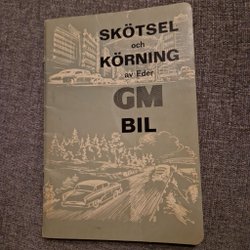 SKÖTSEL
och
KÖRNING
av Eder
GM
BIL